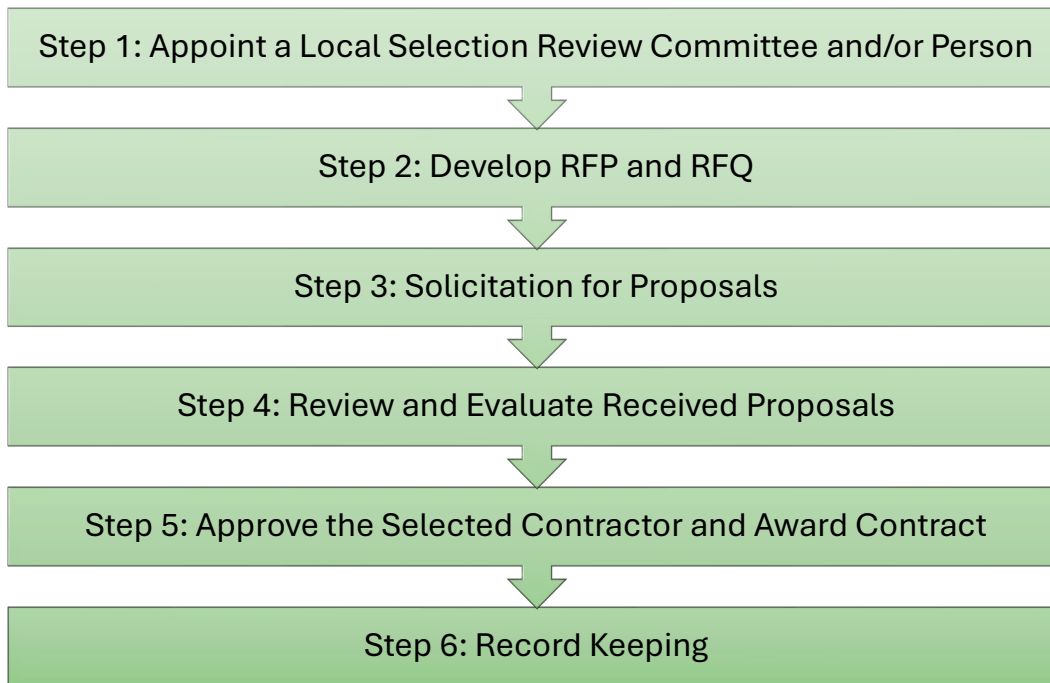 Step 1: Appoint a Local Selection Review Committee and/or Person
Step 2: Develop RFP and RFQ
Step 3: Solicitation for Proposals
Step 4: Review and Evaluate Received Proposals
Step 5: Approve the Selected Contractor and Award Contract
Step 6: Record Keeping